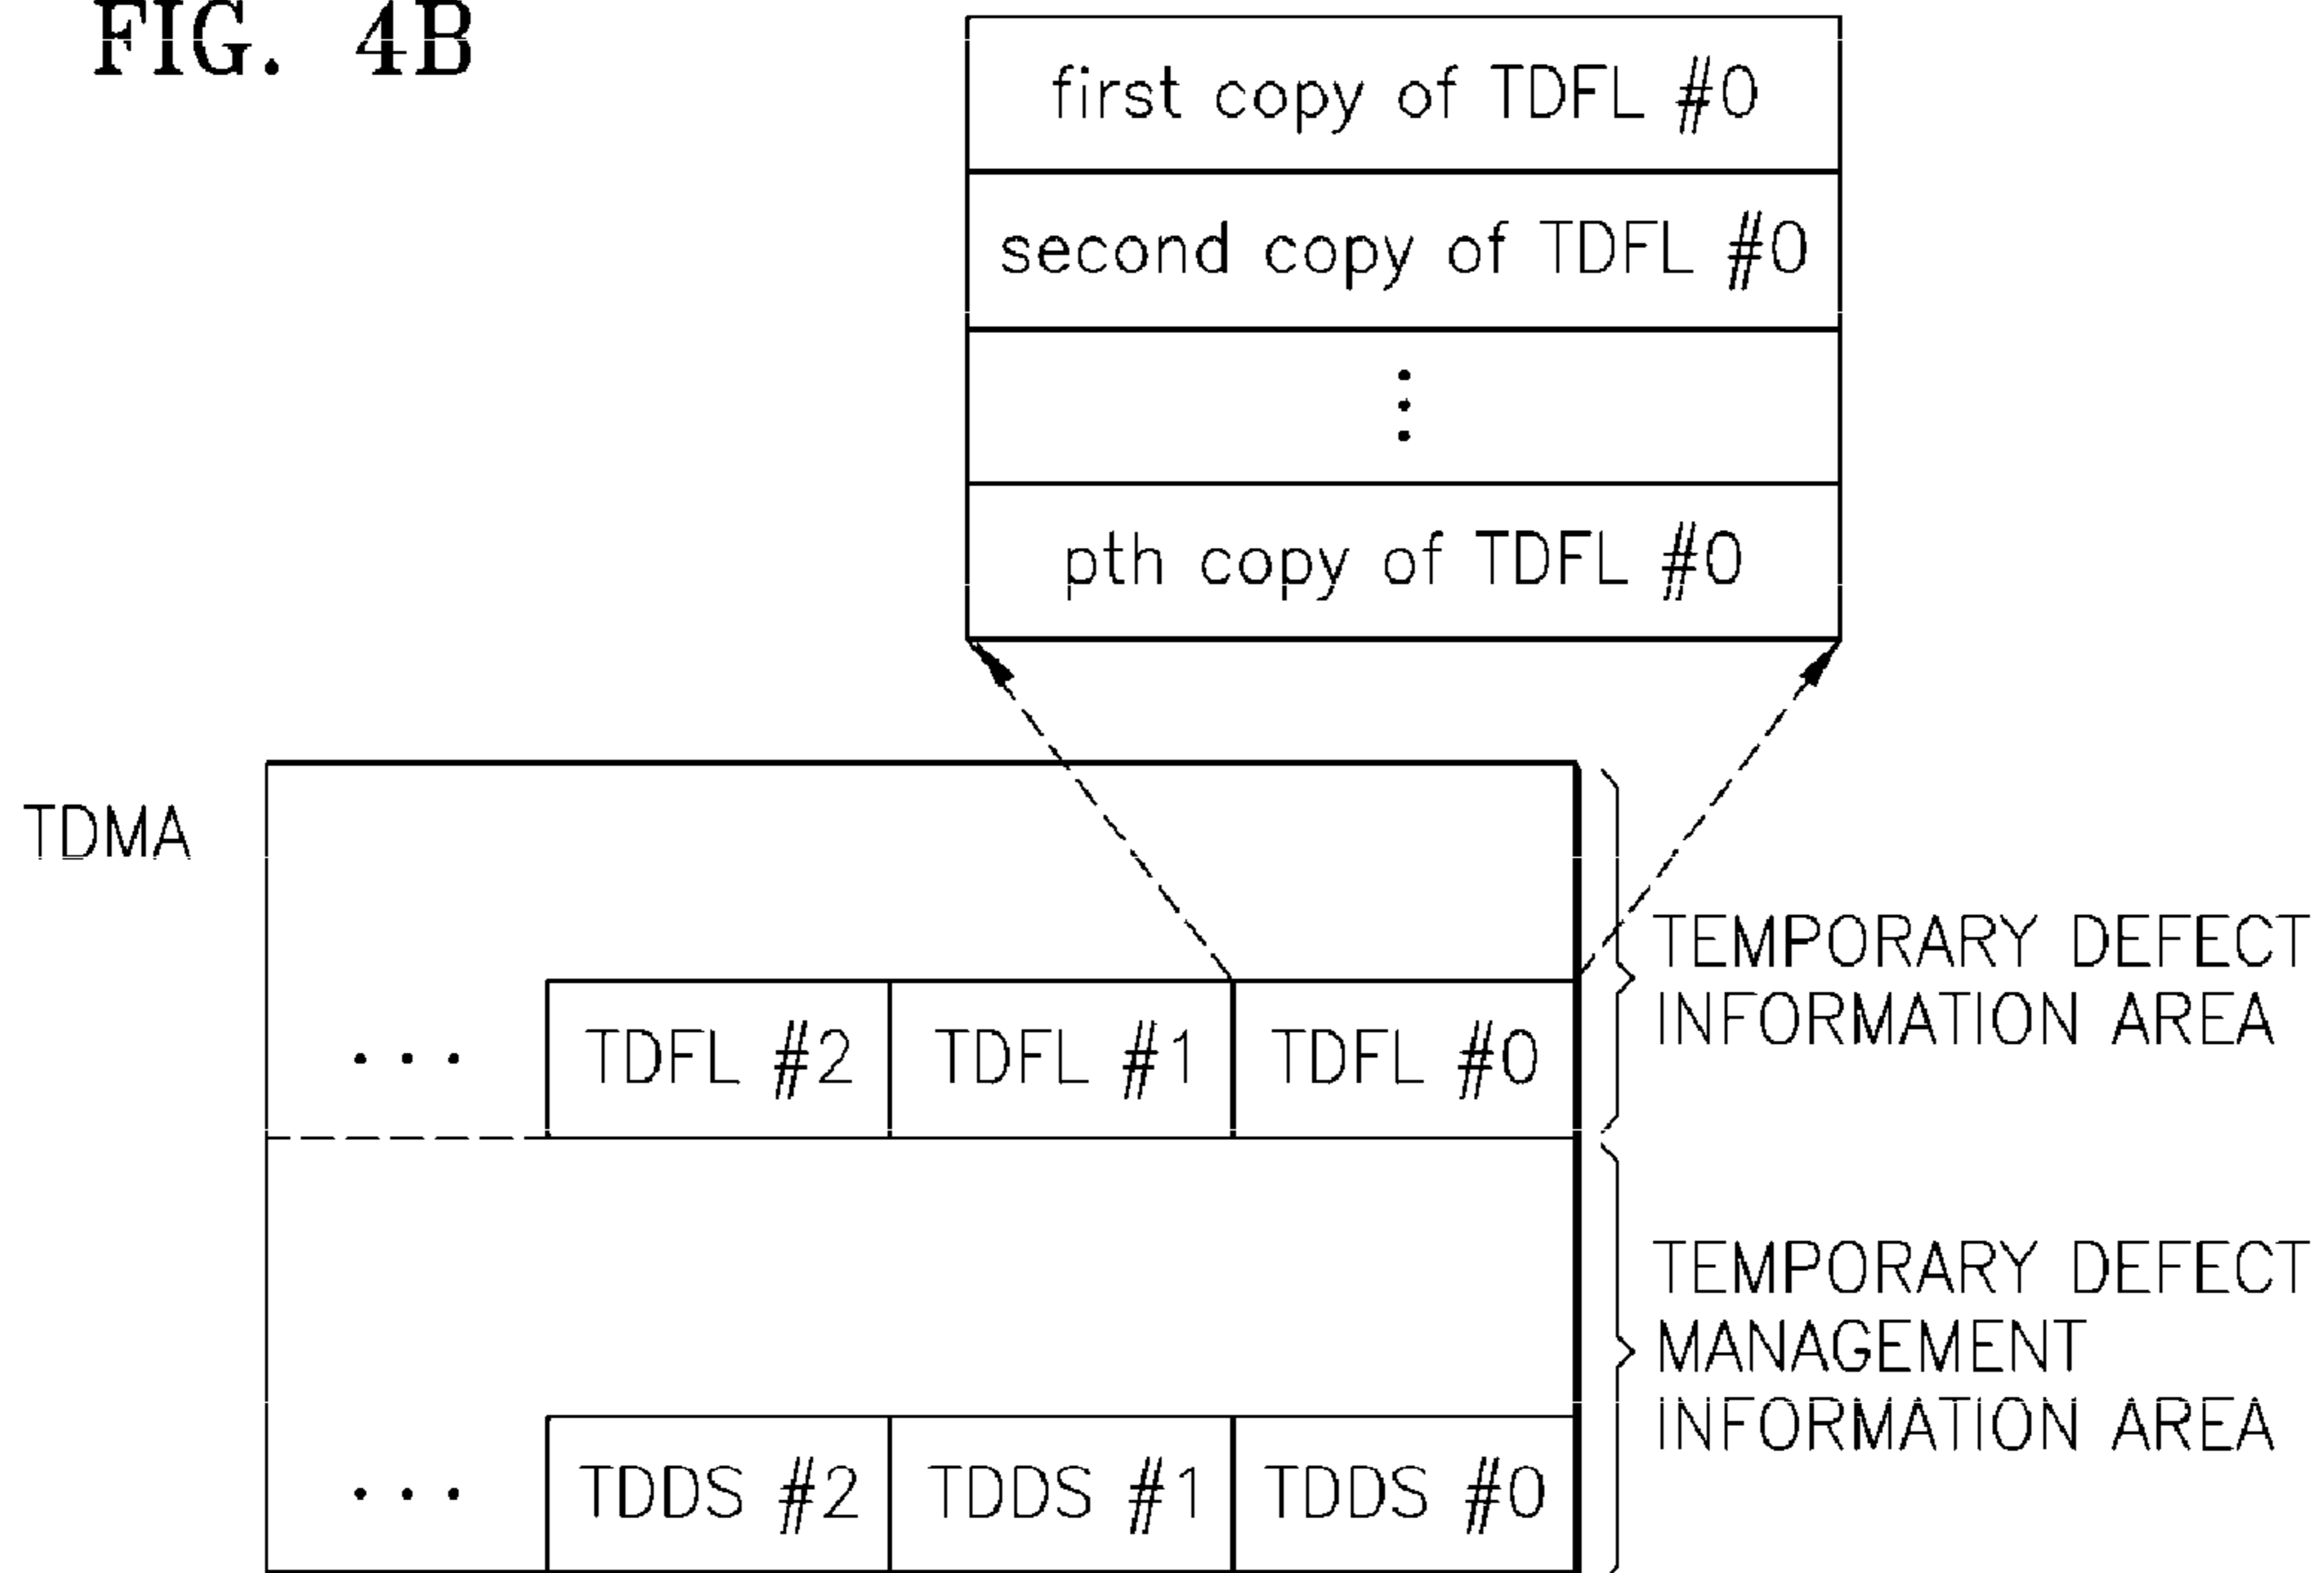 FIG. 4B
first copy of TDFL #0
second copy of TDFL #0
⋮
pth copy of TDFL #0
TDMA
TEMPORARY DEFECT
INFORMATION AREA
... TDFL #2 TDFL #1 TDFL #0
TEMPORARY DEFECT
MANAGEMENT
INFORMATION AREA
... TDDS #2 TDDS #1 TDDS #0